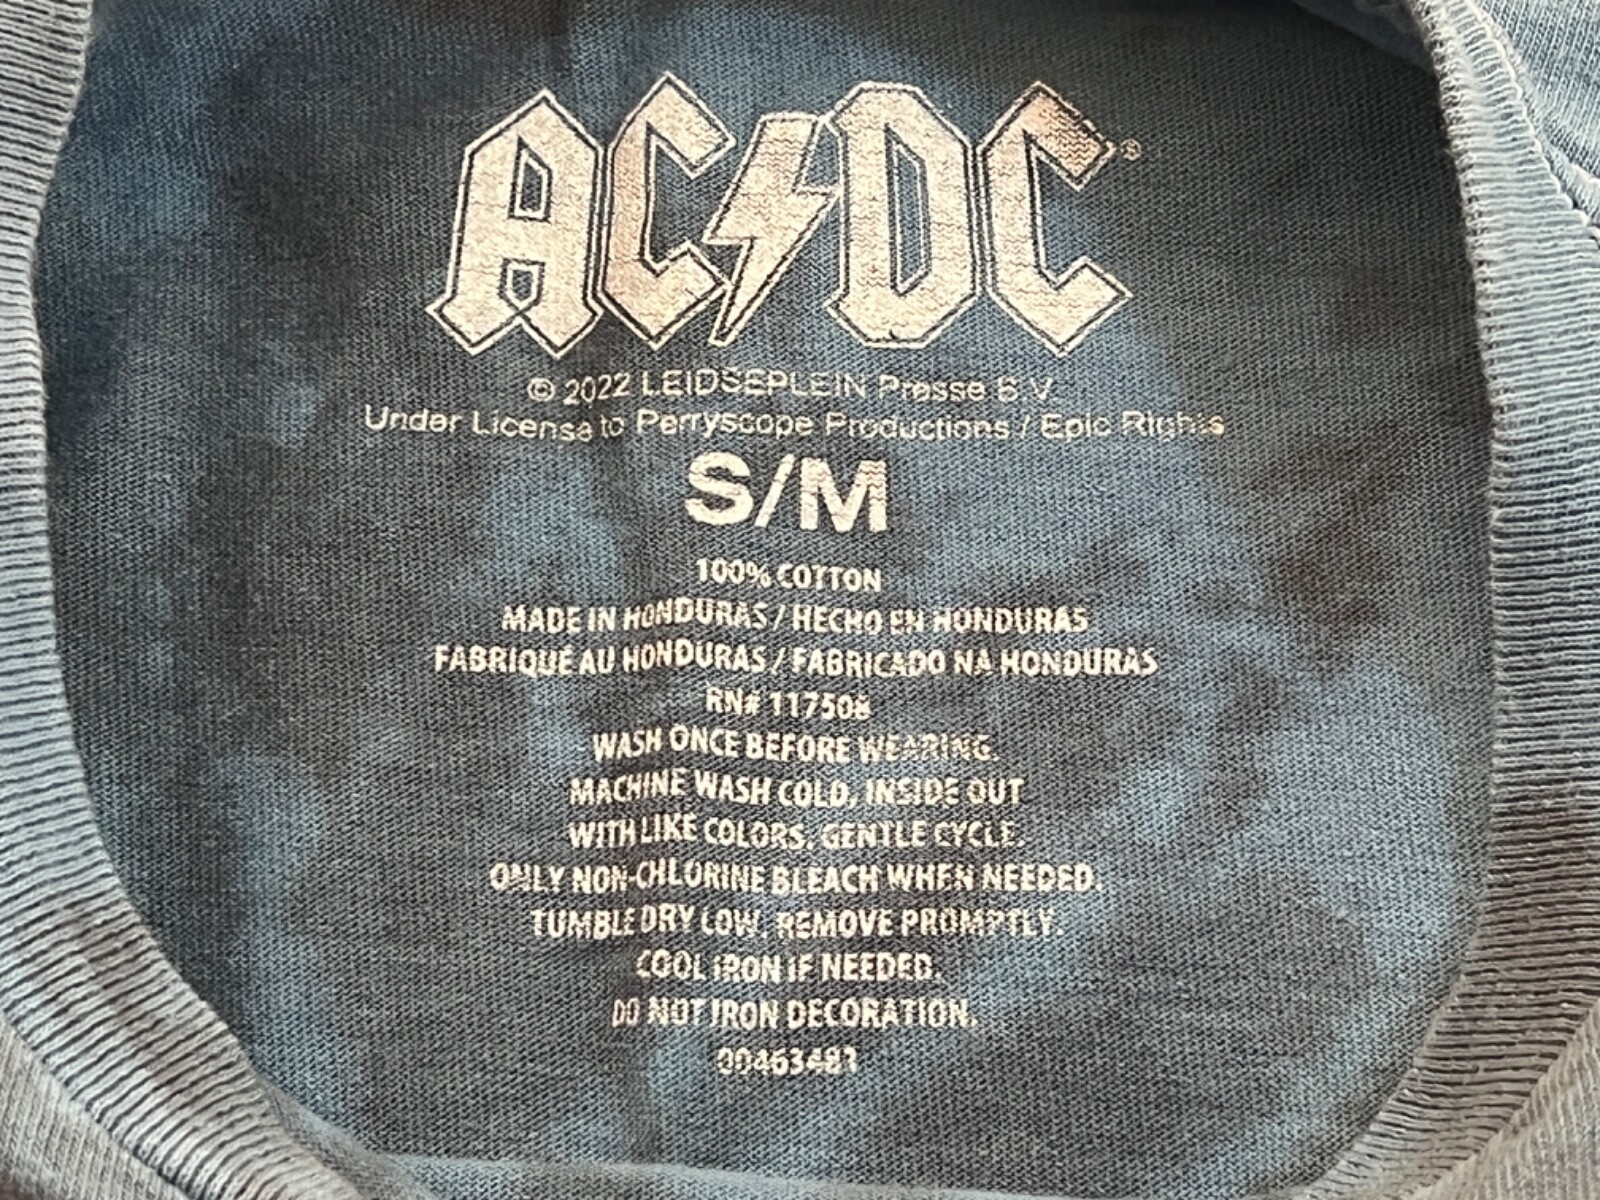 AC/DC®
© 2022 LEIDSEPLEIN Presse B.V.
Under License to Perryscope Productions / Epic Rights
S/M
100% COTTON
MADE IN HONDURAS / HECHO EN HONDURAS
FABRIQUÉ AU HONDURAS / FABRICADO NA HONDURAS
RN# 117508
WASH ONCE BEFORE WEARING.
MACHINE WASH COLD, INSIDE OUT
WITH LIKE COLORS, GENTLE CYCLE.
ONLY NON-CHLORINE BLEACH WHEN NEEDED.
TUMBLE DRY LOW. REMOVE PROMPTLY.
COOL IRON IF NEEDED.
DO NOT IRON DECORATION.